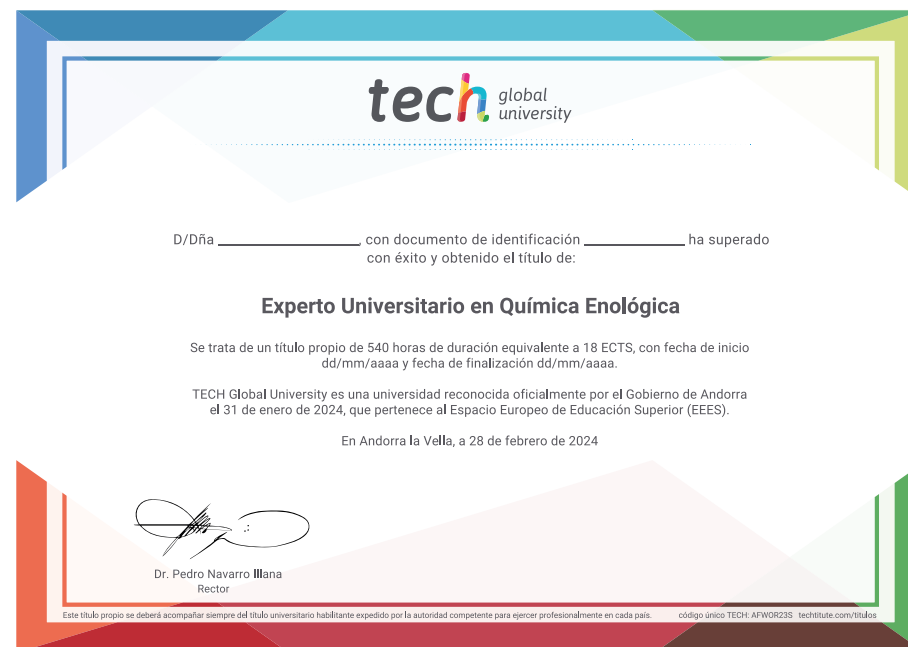 tech global university
D/Dña ____________________, con documento de identificación ______________ ha superado
con éxito y obtenido el título de:
Experto Universitario en Química Enológica
Se trata de un título propio de 540 horas de duración equivalente a 18 ECTS, con fecha de inicio
dd/mm/aaaa y fecha de finalización dd/mm/aaaa.
TECH Global University es una universidad reconocida oficialmente por el Gobierno de Andorra
el 31 de enero de 2024, que pertenece al Espacio Europeo de Educación Superior (EEES).
En Andorra la Vella, a 28 de febrero de 2024
Dr. Pedro Navarro Illana
Rector
Este título propio se deberá acompañar siempre del título universitario habilitante expedido por la autoridad competente para ejercer profesionalmente en cada país. código único TECH: AFWOR23S techtitute.com/titulos